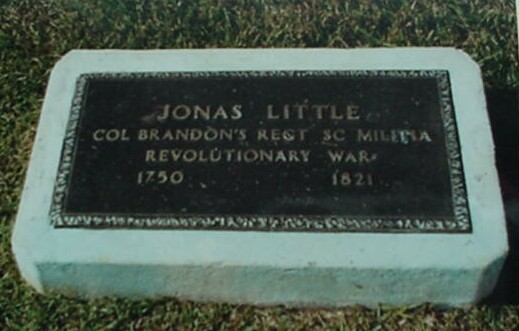 JONAS LITTLE
COL BRANDON'S REGT SC MILITIA
REVOLUTIONARY WAR
1750 1821